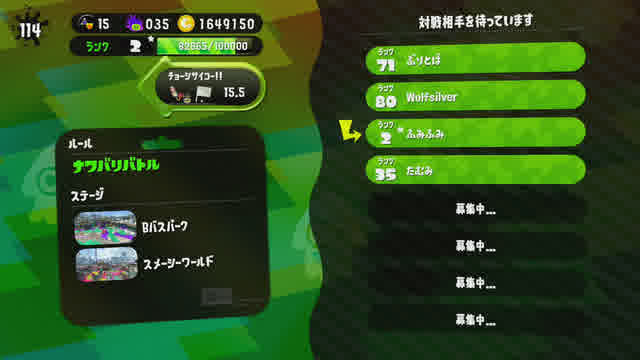 114
15
035
1649150
ランク 2★ 82865/100000
チョーシサイコー!!
15.5
ルール
ナワバリバトル
ステージ
Bバスパーク
スメーシーワールド
対戦相手を待っています
ランク 71 ぷりとぱ
ランク 80 Wolfsilver
ランク 2★ ふみふみ
ランク 35 たむみ
募集中...
募集中...
募集中...
募集中...